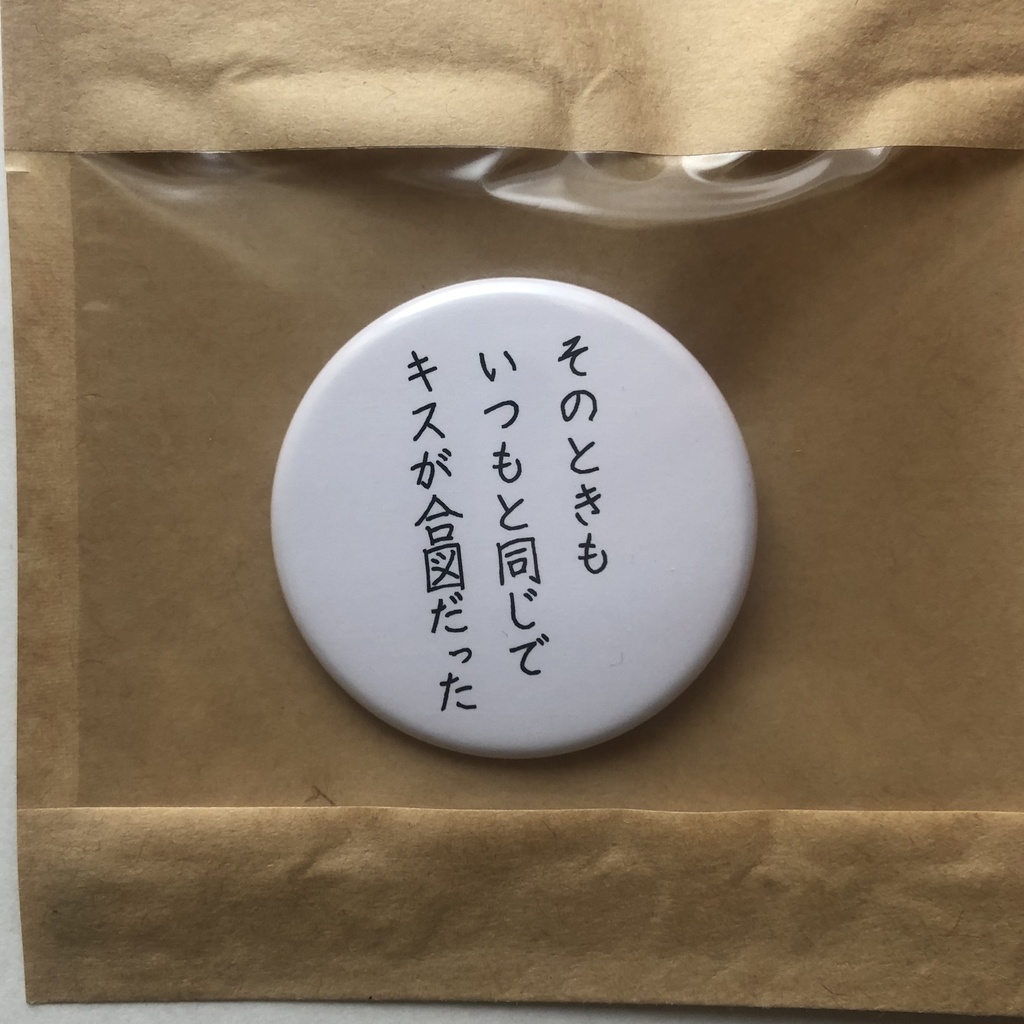 そのときも
いつもと同じで
キスが合図だった